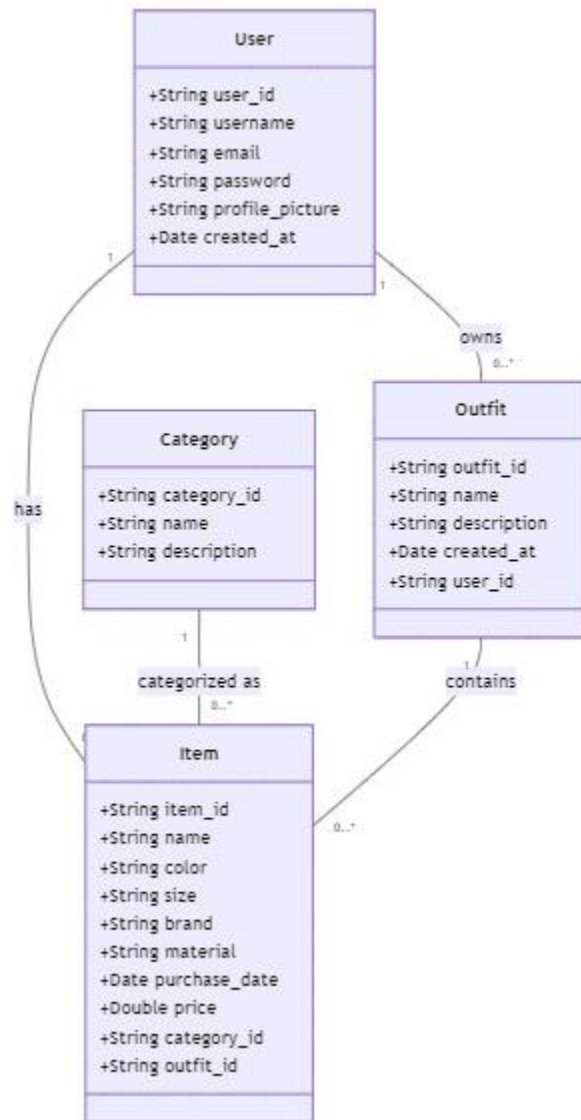 User
+String user_id
+String username
+String email
+String password
+String profile_picture
+Date created_at
1
1
owns
0..*
Outfit
+String outfit_id
+String name
+String description
+Date created_at
+String user_id
Category
+String category_id
+String name
+String description
has
1
categorized as
0..*
1
contains
0..*
Item
+String item_id
+String name
+String color
+String size
+String brand
+String material
+Date purchase_date
+Double price
+String category_id
+String outfit_id